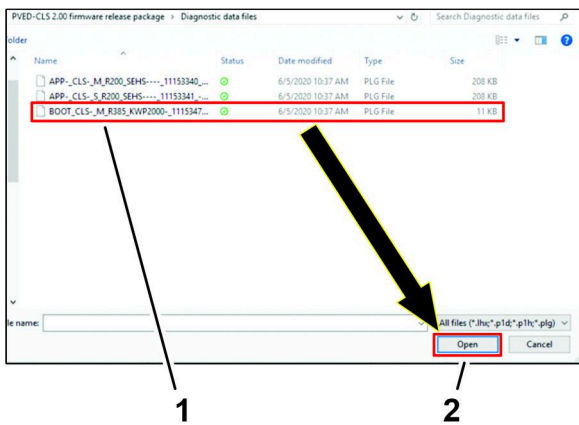 PVED-CLS 2.00 firmware release package > Diagnostic data files
Search Diagnostic data files
older
Name Status Date modified Type Size
APP-_CLS-_M_R200_SEHS----_11153340_... 6/5/2020 10:37 AM PLG File 208 KB
APP-_CLS-_S_R200_SEHS----_11153341_-... 6/5/2020 10:37 AM PLG File 208 KB
BOOT_CLS-_M_R385_KWP2000-_1115347... 6/5/2020 10:37 AM PLG File 11 KB
le name: All files (*.lhx;*.p1d;*.p1h;*.plg)
Open Cancel
1 2